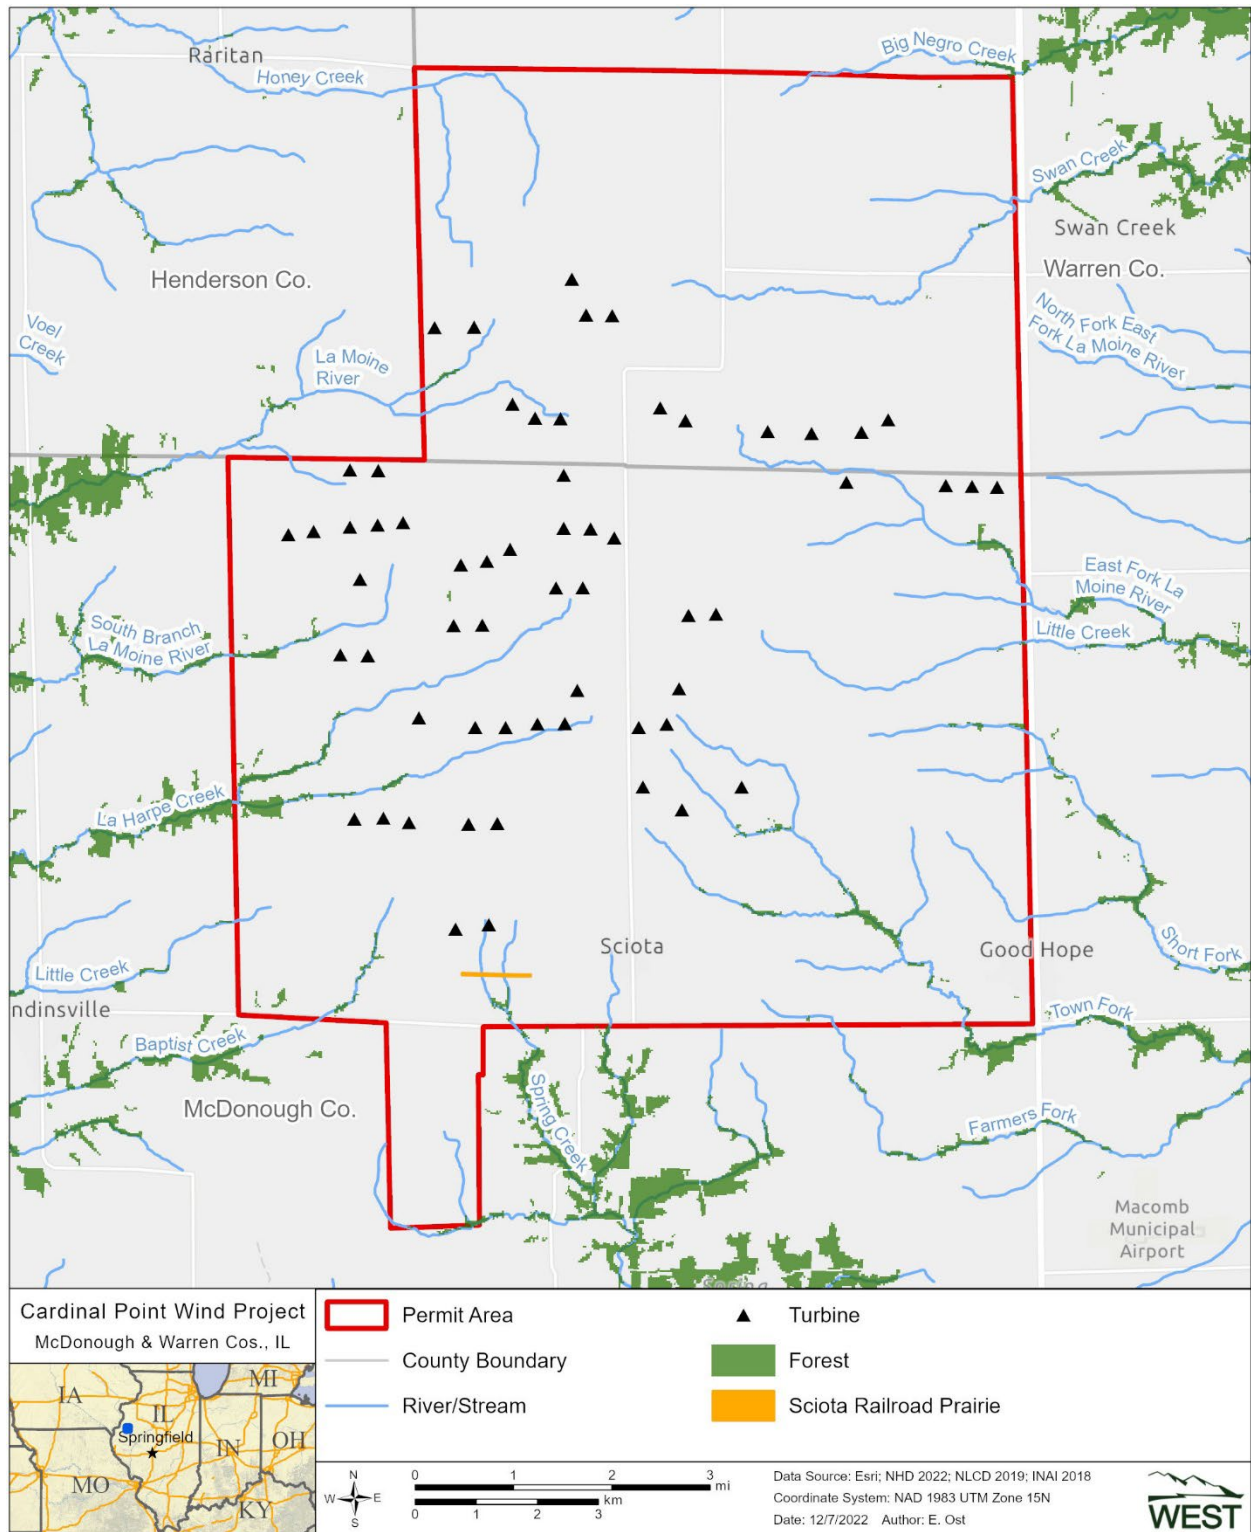 Raritan
Honey Creek
Big Negro Creek
Swan Creek
Swan Creek
Henderson Co.
Warren Co.
Voel
Creek
La Moine
River
North Fork East
Fork La Moine River
South Branch
La Moine River
East Fork La
Moine River
Little Creek
La Harpe Creek
Sciota
Good Hope
Short Fork
Little Creek
ndinsville
Baptist Creek
Town Fork
McDonough Co.
Spring Creek
Farmers Fork
Macomb
Municipal
Airport
Cardinal Point Wind Project
McDonough & Warren Cos., IL
IA
MI
IL
Springfield
IN
OH
MO
KY
Permit Area
Turbine
County Boundary
Forest
River/Stream
Sciota Railroad Prairie
N
W E
S
0 1 2 3
mi
km
0 1 2 3
Data Source: Esri; NHD 2022; NLCD 2019; INAI 2018
Coordinate System: NAD 1983 UTM Zone 15N
Date: 12/7/2022 Author: E. Ost
WEST